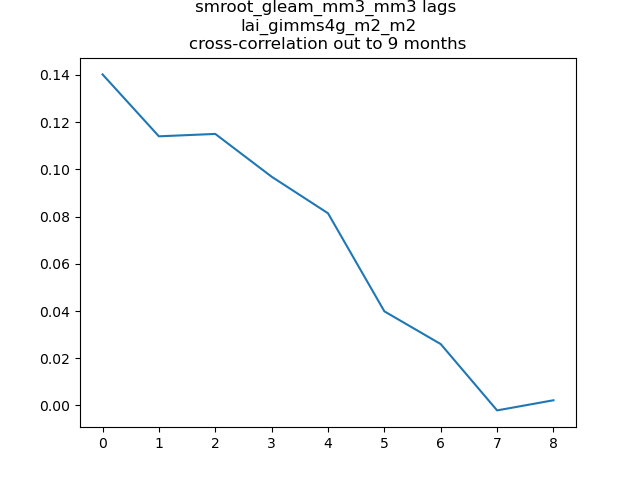 smroot_gleam_mm3_mm3 lags
lai_gimms4g_m2_m2
cross-correlation out to 9 months
0.14
0.12
0.10
0.08
0.06
0.04
0.02
0.00
0 1 2 3 4 5 6 7 8